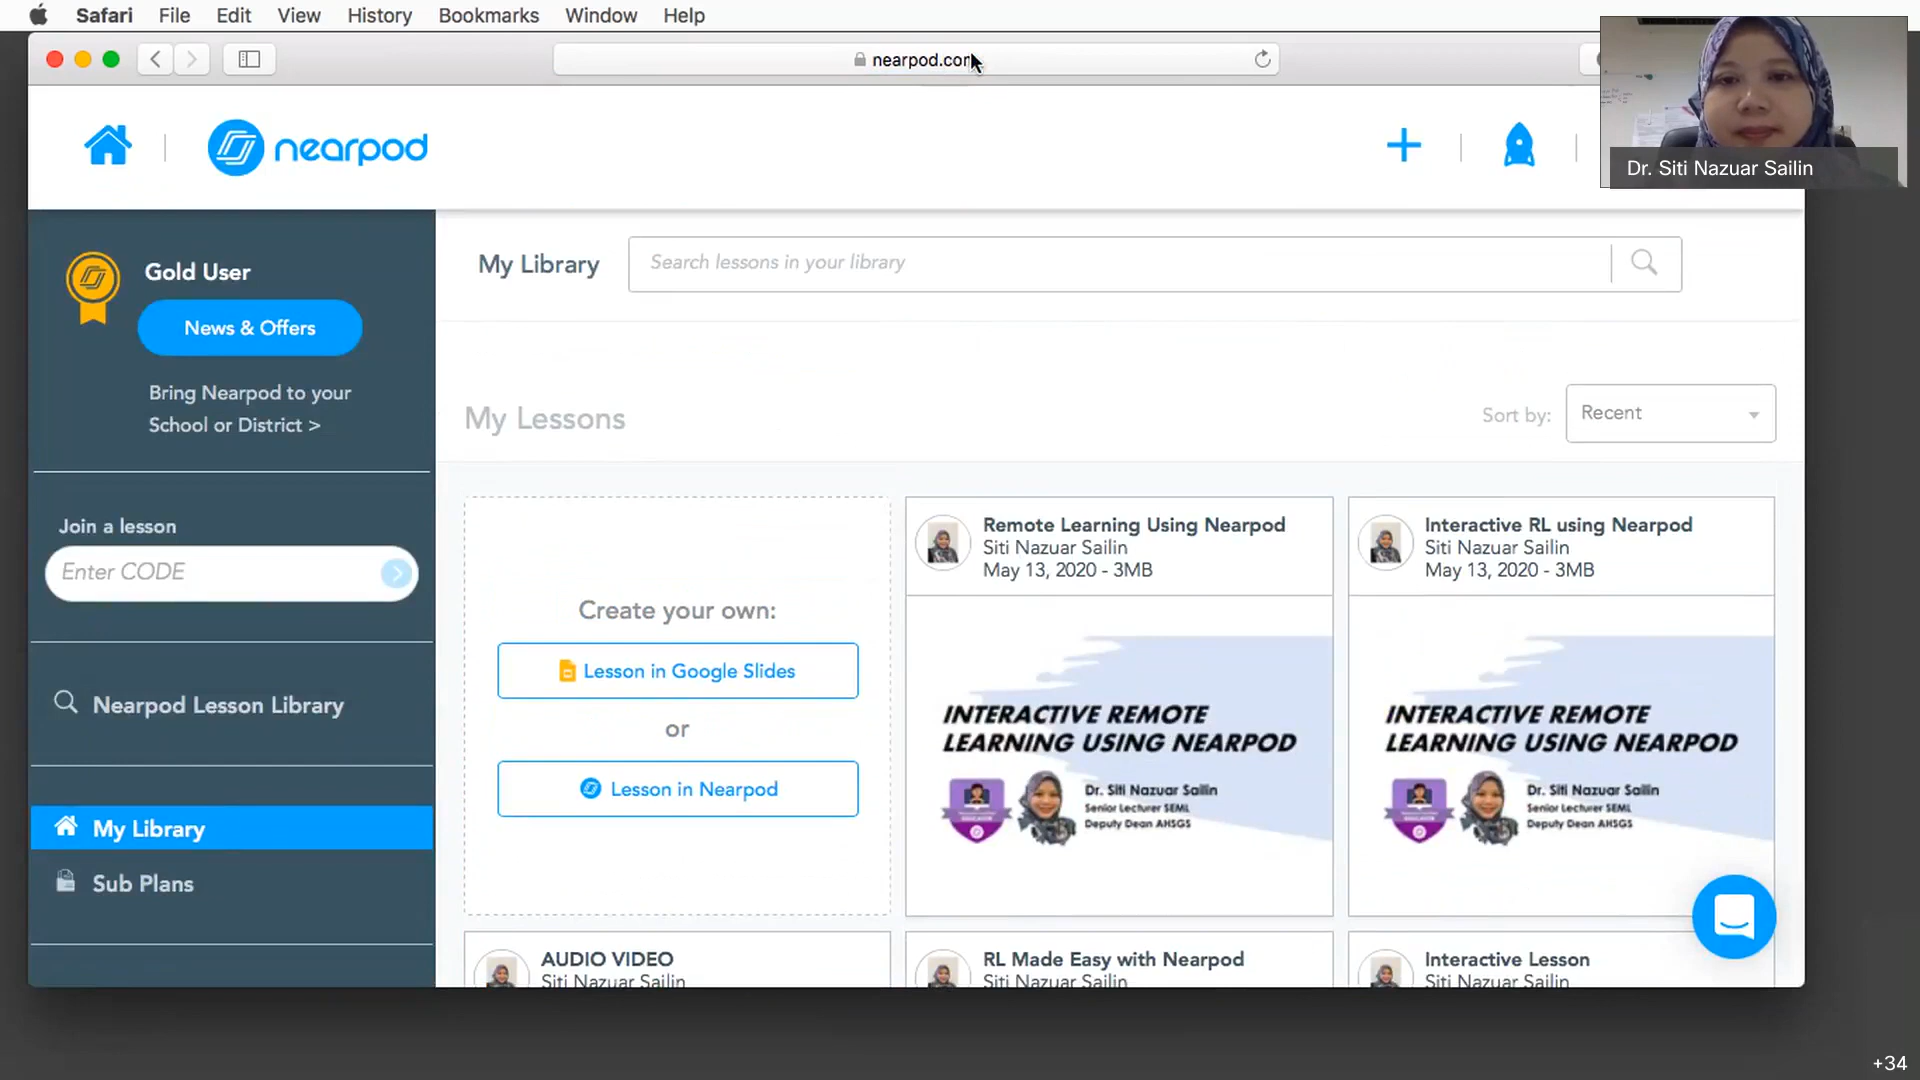 Safari File Edit View History Bookmarks Window Help
nearpod.com
Dr. Siti Nazuar Sailin
nearpod
Gold User
News & Offers
Bring Nearpod to your
School or District >
Join a lesson
Enter CODE
Nearpod Lesson Library
My Library
Sub Plans
My Library
Search lessons in your library
My Lessons
Sort by:
Recent
Create your own:
Lesson in Google Slides
or
Lesson in Nearpod
Remote Learning Using Nearpod
Siti Nazuar Sailin
May 13, 2020 - 3MB
INTERACTIVE REMOTE
LEARNING USING NEARPOD
Dr. Siti Nazuar Sailin
Senior Lecturer SEML
Deputy Dean AHSGS
Interactive RL using Nearpod
Siti Nazuar Sailin
May 13, 2020 - 3MB
INTERACTIVE REMOTE
LEARNING USING NEARPOD
Dr. Siti Nazuar Sailin
Senior Lecturer SEML
Deputy Dean AHSGS
AUDIO VIDEO
Siti Nazuar Sailin
RL Made Easy with Nearpod
Siti Nazuar Sailin
Interactive Lesson
Siti Nazuar Sailin
+34